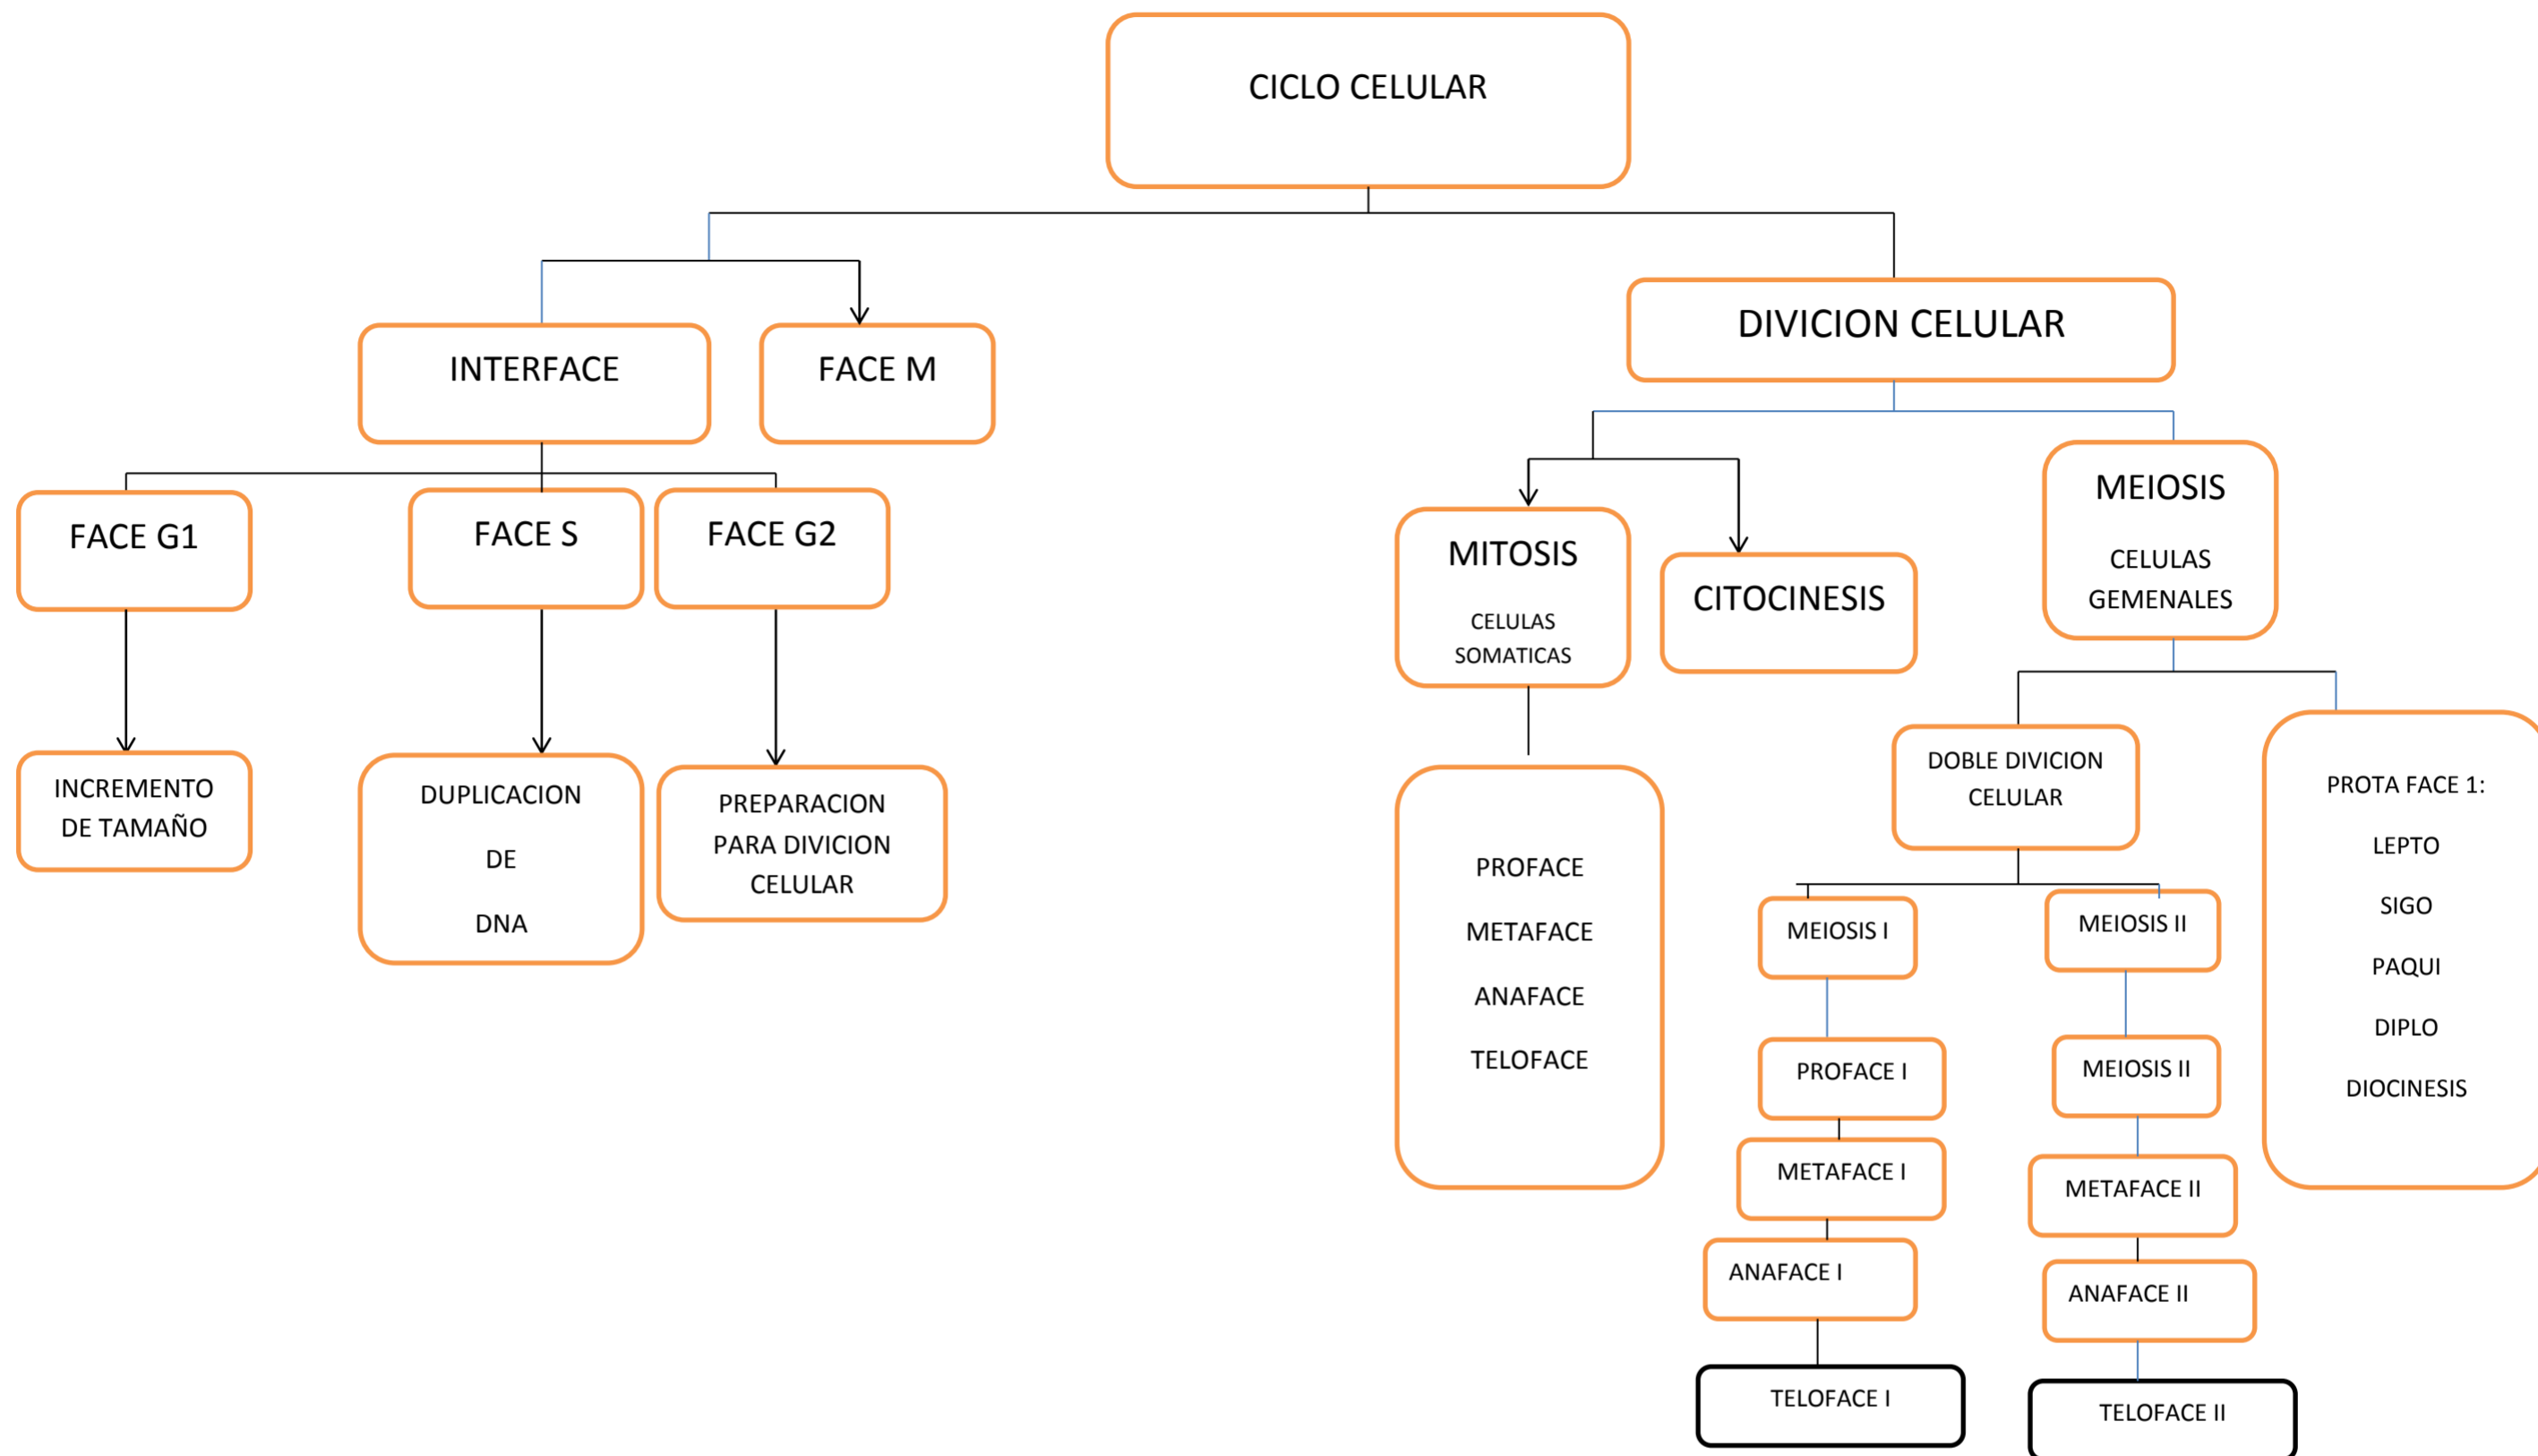 CICLO CELULAR
INTERFACE
FACE M
DIVICION CELULAR
FACE G1
FACE S
FACE G2
MITOSIS
CELULAS
SOMATICAS
CITOCINESIS
MEIOSIS
CELULAS
GEMENALES
INCREMENTO
DE TAMAÑO
DUPLICACION
DE
DNA
PREPARACION
PARA DIVICION
CELULAR
PROFACE
METAFACE
ANAFACE
TELOFACE
DOBLE DIVICION
CELULAR
PROTA FACE 1:
LEPTO
SIGO
PAQUI
DIPLO
DIOCINESIS
MEIOSIS I
MEIOSIS II
PROFACE I
MEIOSIS II
METAFACE I
METAFACE II
ANAFACE I
ANAFACE II
TELOFACE I
TELOFACE II